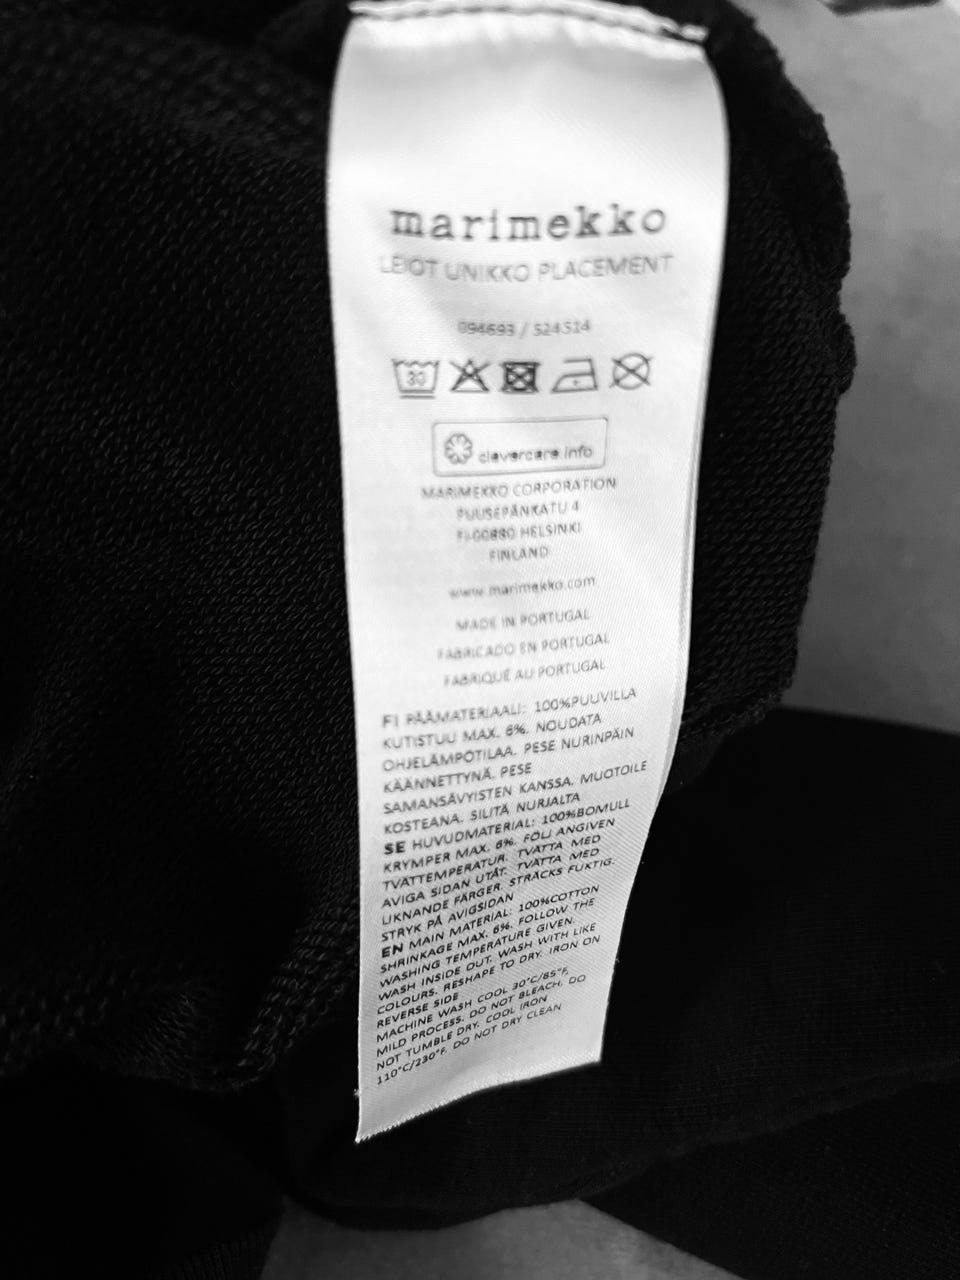 marimekko
LEIOT UNIKKO PLACEMENT
094693 / 524514
30
clevercare.info
MARIMEKKO CORPORATION
PUUSEPÄNKATU 4
FI-00880 HELSINKI
FINLAND
www.marimekko.com
MADE IN PORTUGAL
FABRICADO EN PORTUGAL
FABRIQUÉ AU PORTUGAL
FI PÄÄMATERIAALI: 100%PUUVILLA
KUTISTUU MAX. 6%. NOUDATA
OHJELÄMPÖTILAA. PESE NURINPÄIN
KÄÄNNETTYNÄ. PESE
SAMANSÄVYISTEN KANSSA. MUOTOILE
KOSTEANA. SILITÄ NURJALTA
SE HUVUDMATERIAL: 100%BOMULL
KRYMPER MAX. 6%. FÖLJ ANGIVEN
TVÄTTEMPERATUR. TVÄTTA MED
AVIGA SIDAN UTÅT. TVÄTTA MED
LIKNANDE FÄRGER. STRÄCKS FUKTIG.
STRYK PÅ AVIGSIDAN
EN MAIN MATERIAL: 100%COTTON
SHRINKAGE MAX. 6%. FOLLOW THE
WASHING TEMPERATURE GIVEN.
WASH INSIDE OUT. WASH WITH LIKE
COLOURS. RESHAPE TO DRY. IRON ON
REVERSE SIDE
MACHINE WASH COOL 30°C/85°F,
MILD PROCESS. DO NOT BLEACH. DO
NOT TUMBLE DRY. COOL IRON
110°C/230°F. DO NOT DRY CLEAN